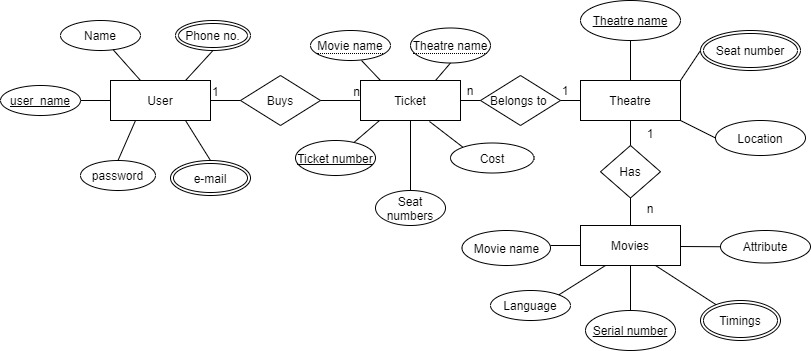 Theatre name
Name
Phone no.
Movie name
Theatre name
Seat number
user_name
User
1
Buys
n
Ticket
n
Belongs to
1
Theatre
1
Location
password
e-mail
Ticket number
Cost
Has
Seat
numbers
n
Movie name
Movies
Attribute
Language
Serial number
Timings